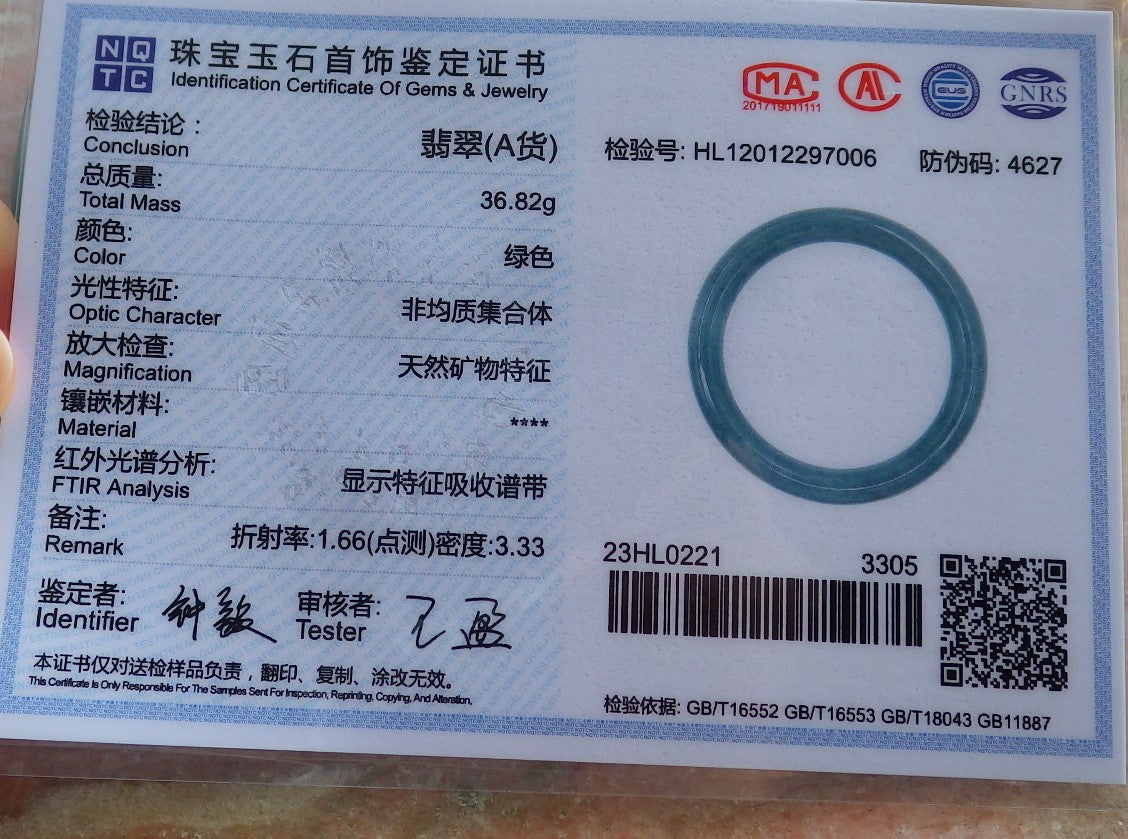 NQ
TC
珠宝玉石首饰鉴定证书
Identification Certificate Of Gems & Jewelry
检验结论：
Conclusion
翡翠(A货)
总质量:
Total Mass
36.82g
颜色:
Color
绿色
光性特征:
Optic Character
非均质集合体
放大检查:
Magnification
天然矿物特征
镶嵌材料:
Material
****
红外光谱分析:
FTIR Analysis
显示特征吸收谱带
备注:
Remark
折射率:1.66(点测)密度:3.33
鉴定者:
Identifier
审核者:
Tester
王盈
本证书仅对送检样品负责，翻印、复制、涂改无效。
This Certificate Is Only Responsible For The Samples Sent For Inspection, Reprinting, Copying, And Alteration.
MA
201719011111
GNRS
检验号: HL12012297006
防伪码: 4627
23HL0221
3305
检验依据: GB/T16552 GB/T16553 GB/T18043 GB11887